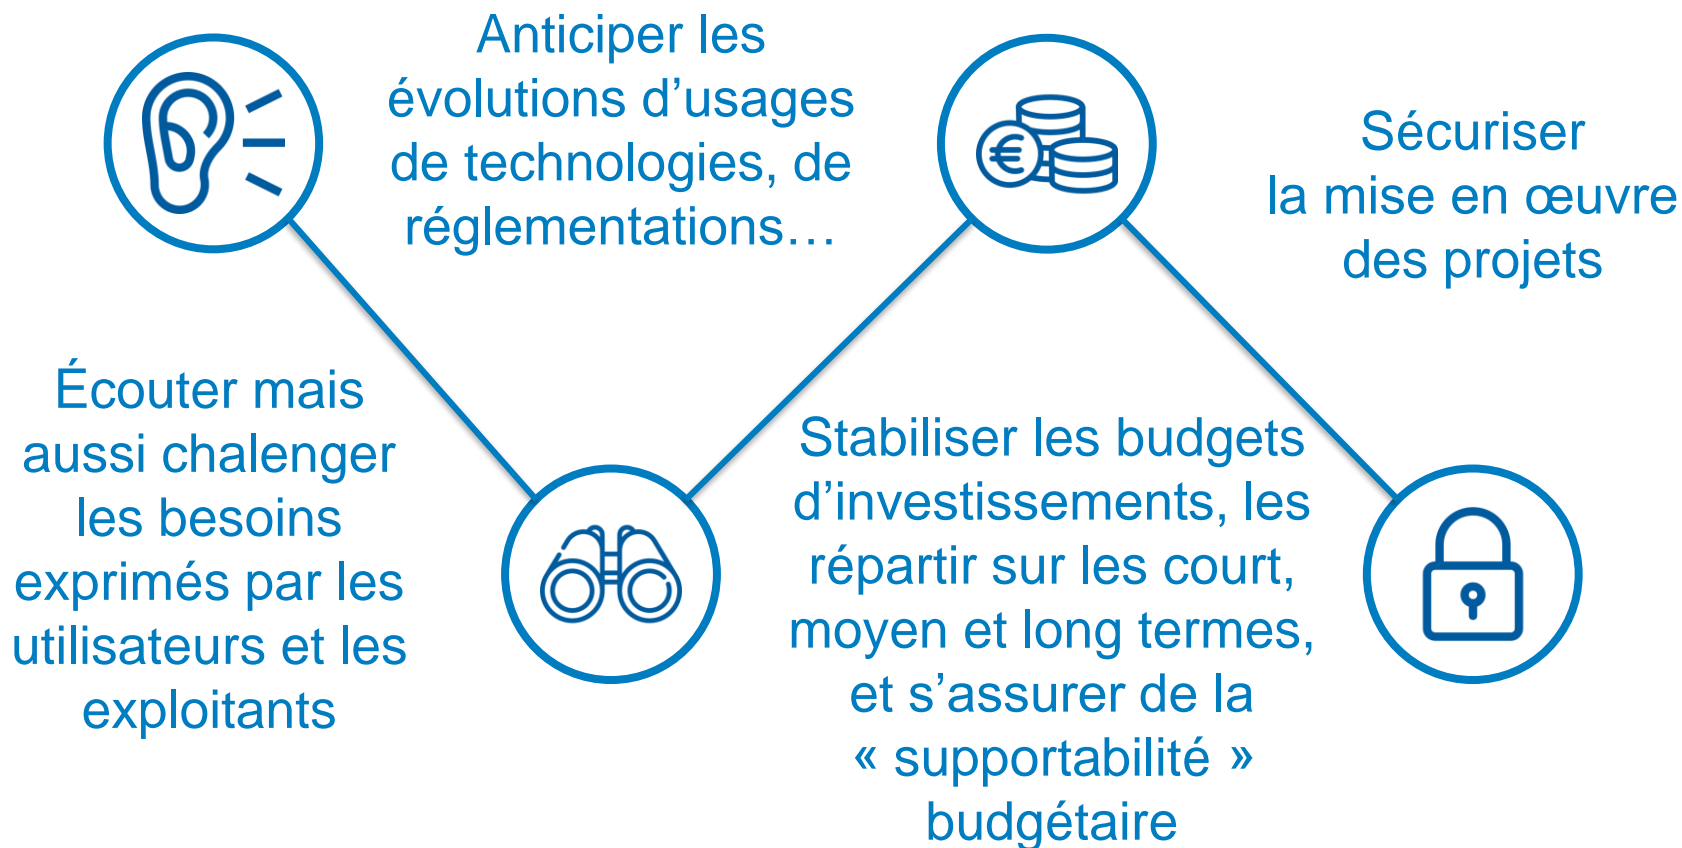 Écouter mais
aussi chalenger
les besoins
exprimés par les
utilisateurs et les
exploitants
Anticiper les
évolutions d’usages
de technologies, de
réglementations…
Stabiliser les budgets
d’investissements, les
répartir sur les court,
moyen et long termes,
et s’assurer de la
« supportabilité »
budgétaire
Sécuriser
la mise en œuvre
des projets